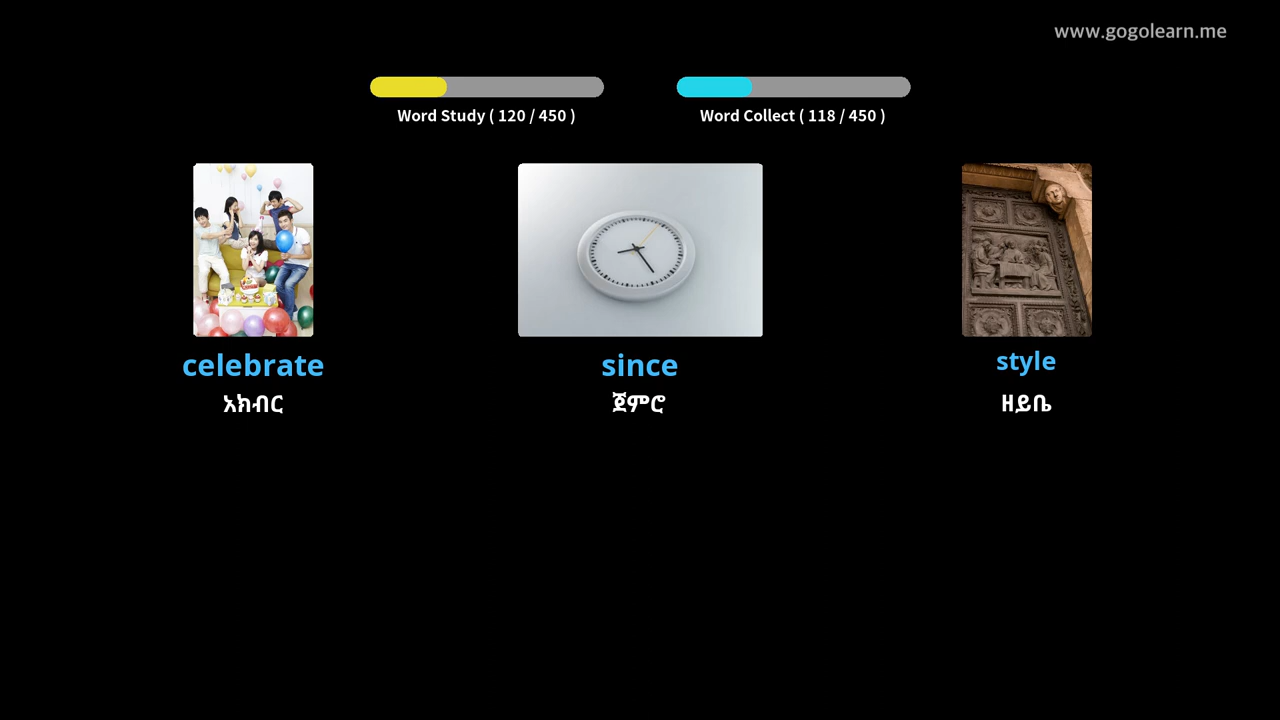 www.gogolearn.me
Word Study ( 120 / 450 )
Word Collect ( 118 / 450 )
celebrate
አክብር
since
ጀምሮ
style
ዘይቤ